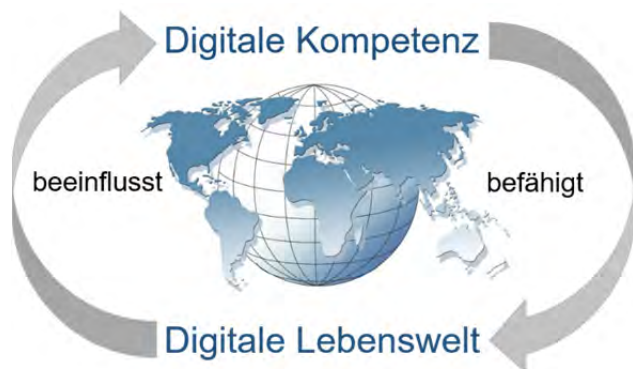 Digitale Kompetenz
beeinflusst
befähigt
Digitale Lebenswelt